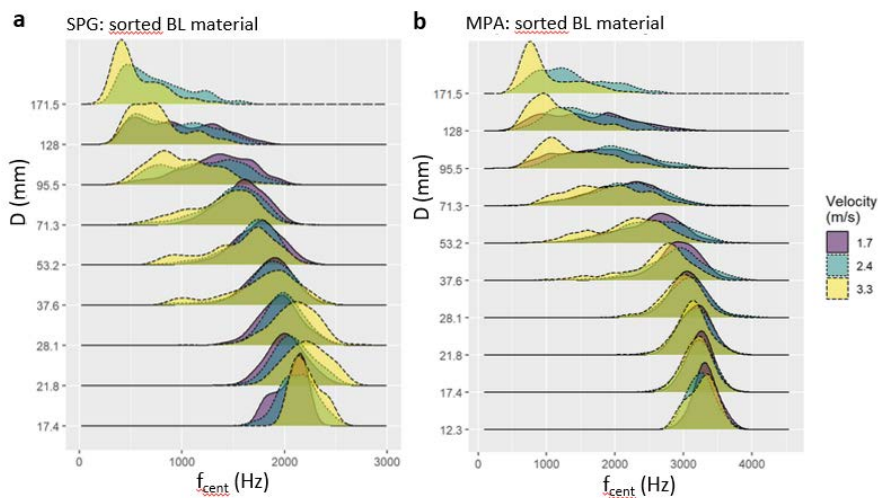 a SPG: sorted BL material
171.5
128
95.5
71.3
53.2
37.6
28.1
21.8
17.4
D (mm)
0 1000 2000 3000
f_cent (Hz)
b MPA: sorted BL material
171.5
128
95.5
71.3
53.2
37.6
28.1
21.8
17.4
12.3
D (mm)
0 1000 2000 3000 4000
f_cent (Hz)
Velocity
(m/s)
1.7
2.4
3.3